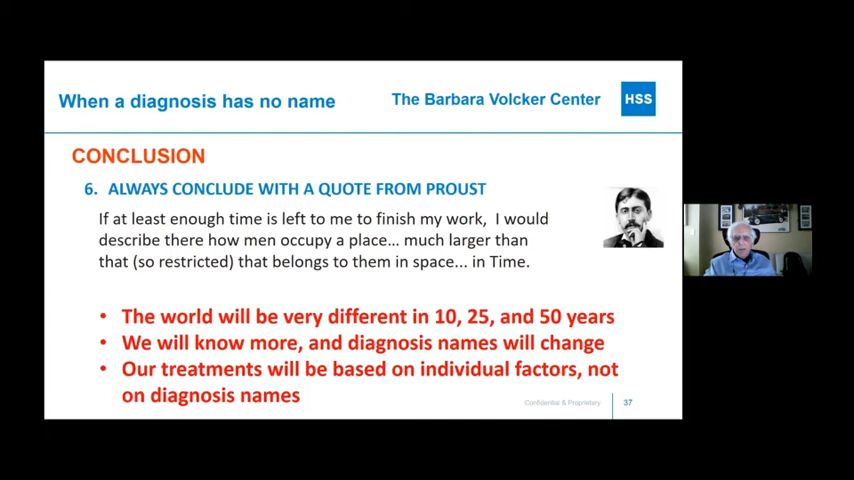 When a diagnosis has no name
The Barbara Volcker Center
HSS
CONCLUSION
6. ALWAYS CONCLUDE WITH A QUOTE FROM PROUST
If at least enough time is left to me to finish my work, I would
describe there how men occupy a place... much larger than
that (so restricted) that belongs to them in space... in Time.
• The world will be very different in 10, 25, and 50 years
• We will know more, and diagnosis names will change
• Our treatments will be based on individual factors, not
on diagnosis names
Confidential & Proprietary
37